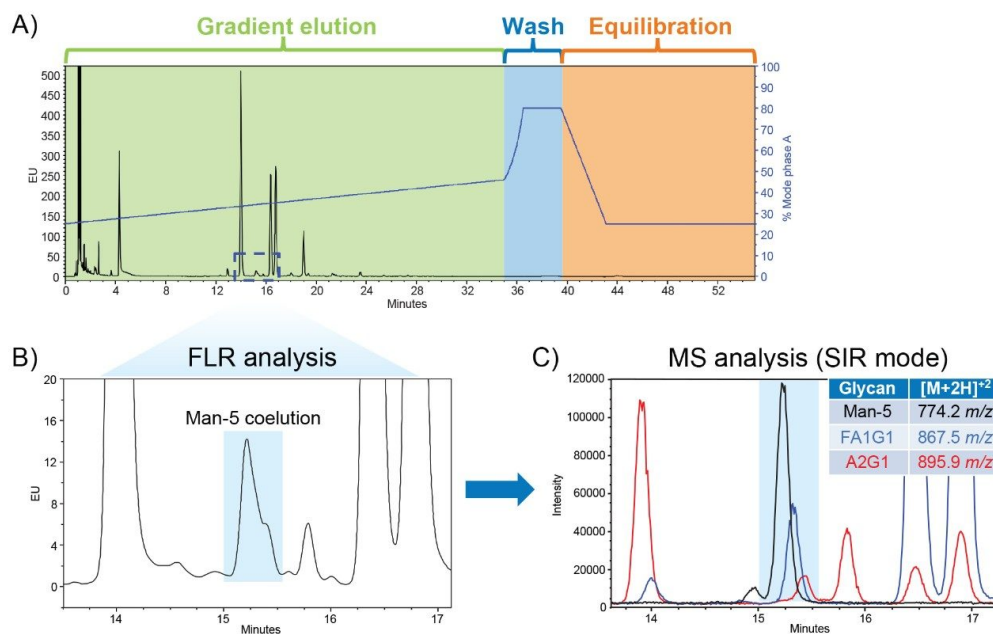 A)
Gradient elution
Wash
Equilibration
500
450
400
350
300
250
200
150
100
50
0
EU
100
90
80
70
60
50
40
30
20
10
0
% Mode phase A
0 4 8 12 16 20 24 28 32 36 40 44 48 52
Minutes
B)
FLR analysis
Man-5 coelution
20
16
12
8
4
0
EU
14 15 16 17
Minutes
C)
MS analysis (SIR mode)
120000
100000
80000
60000
40000
20000
0
Intensity
Glycan [M+2H]+2
Man-5 774.2 m/z
FA1G1 867.5 m/z
A2G1 895.9 m/z
14 15 16 17
Minutes